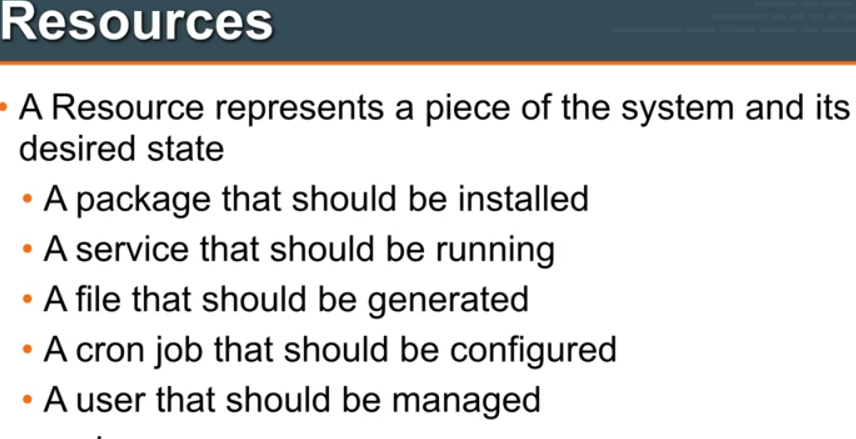 Resources
• A Resource represents a piece of the system and its
desired state
• A package that should be installed
• A service that should be running
• A file that should be generated
• A cron job that should be configured
• A user that should be managed